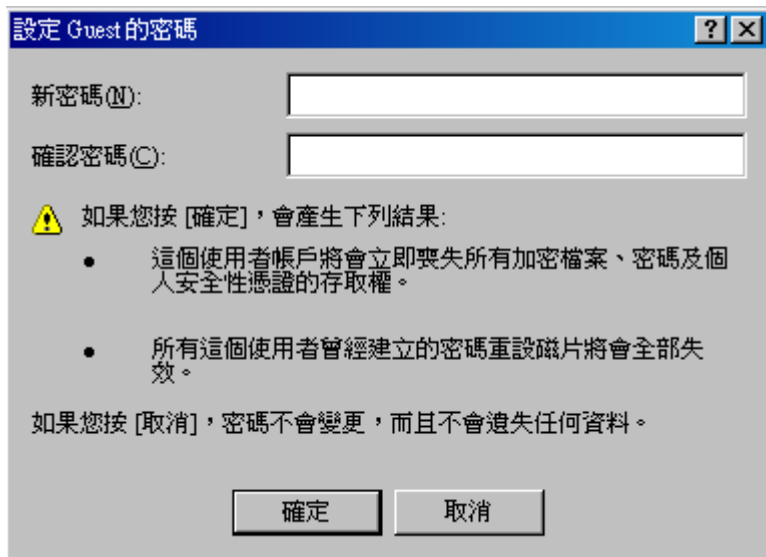 設定 Guest 的密碼
新密碼(N):
確認密碼(C):
如果您按 [確定]，會產生下列結果:
● 這個使用者帳戶將會立即喪失所有加密檔案、密碼及個
人安全性憑證的存取權。
● 所有這個使用者曾經建立的密碼重設磁片將會全部失
效。
如果您按 [取消]，密碼不會變更，而且不會遺失任何資料。
確定
取消